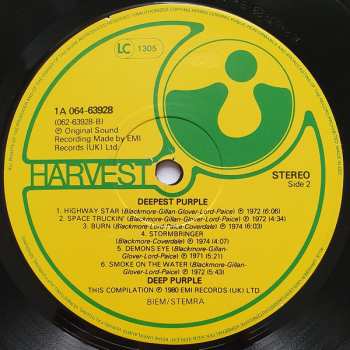 LC 1305
1A 064-63928
(062-63928-B)
℗ Original Sound
Recording Made by EMI
Records (UK) Ltd.
HARVEST
STEREO
Side 2
DEEPEST PURPLE
1. HIGHWAY STAR (Blackmore-Gillan-Glover-Lord-Paice) ℗ 1972 (6:06)
2. SPACE TRUCKIN' (Blackmore-Gillan-Glover-Lord-Paice) ℗ 1972 (4:34)
3. BURN (Blackmore-Lord-Paice-Coverdale) ℗ 1974 (6:03)
4. STORMBRINGER
(Blackmore-Coverdale) ℗ 1974 (4:07)
5. DEMONS EYE (Blackmore-Gillan-
Glover-Lord-Paice) ℗ 1971 (5:21)
6. SMOKE ON THE WATER (Blackmore-Gillan-
Glover-Lord-Paice) ℗ 1972 (5:43)
DEEP PURPLE
THIS COMPILATION ℗ 1980 EMI RECORDS (UK) LTD
BIEM/STEMRA